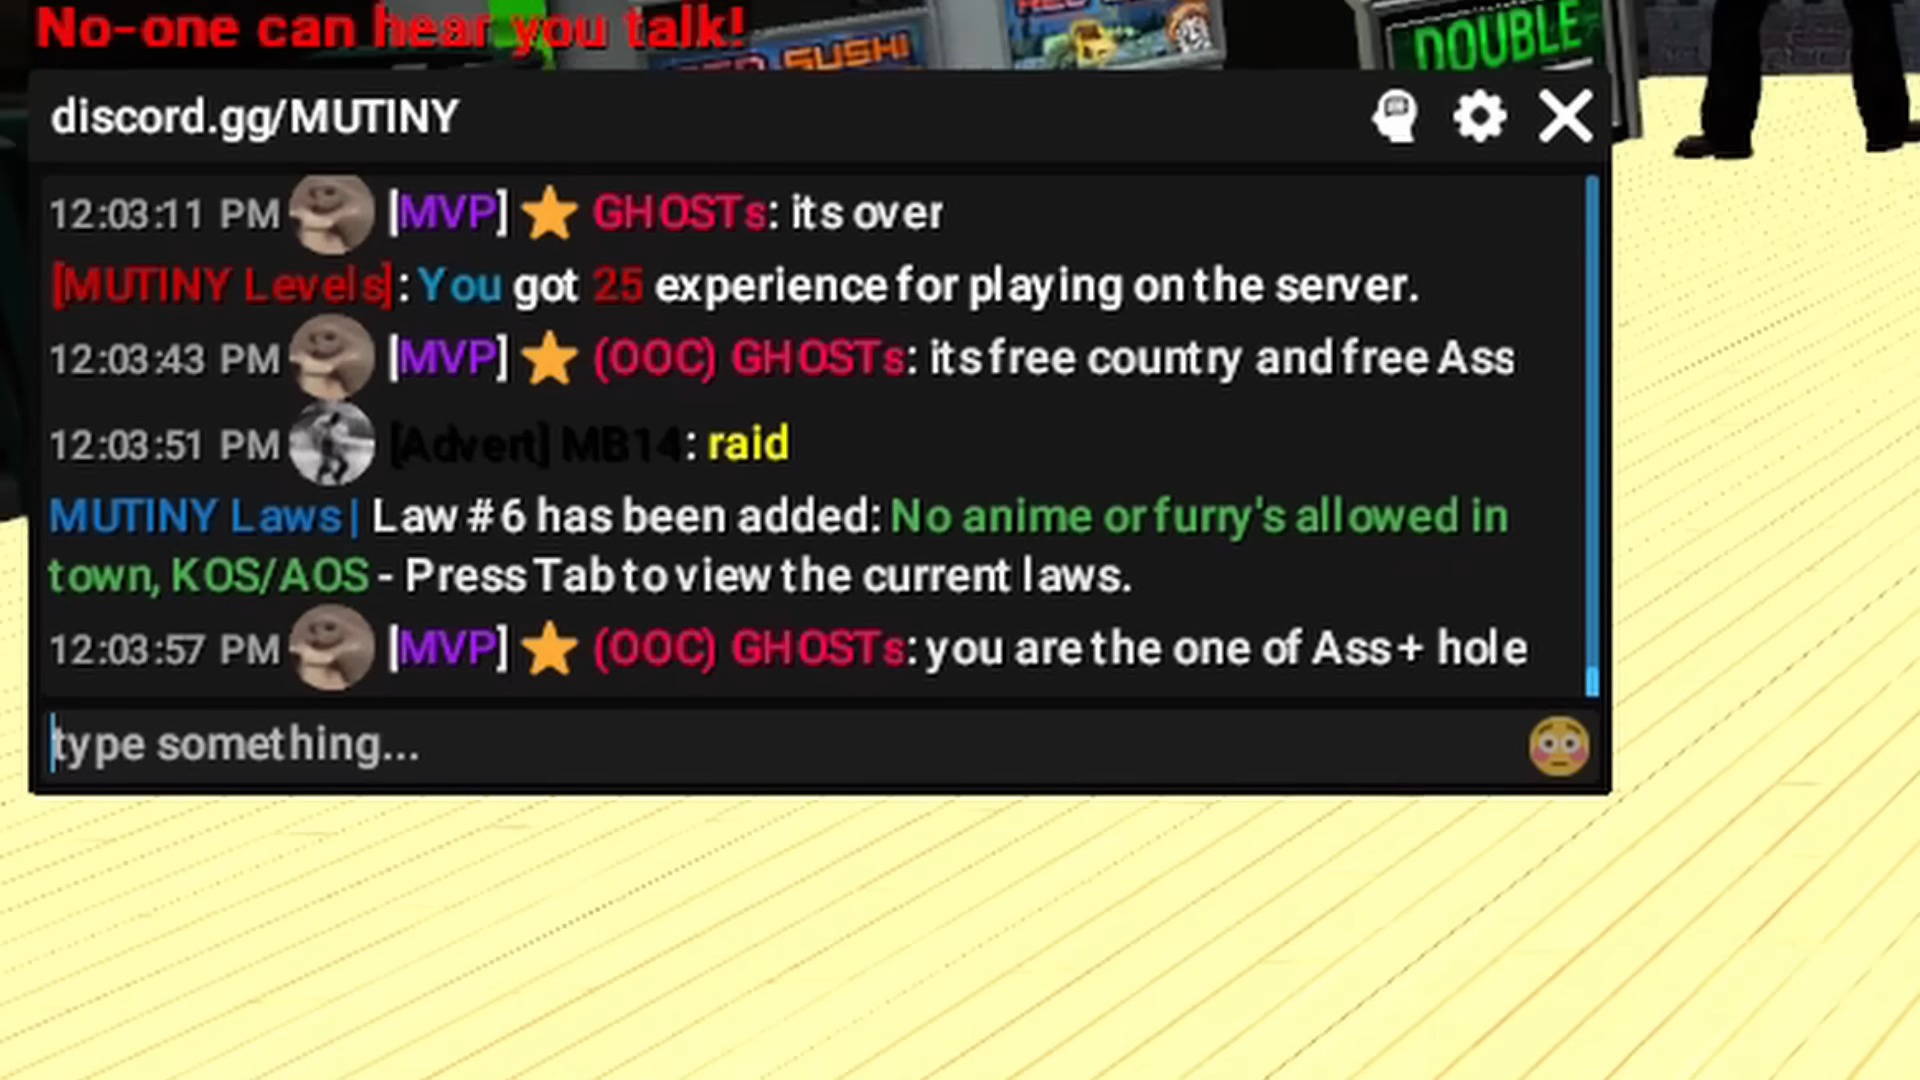 No-one can hear you talk!
RED SUSHI
DOUBLE
discord.gg/MUTINY
12:03:11 PM [MVP] GHOSTs: its over
[MUTINY Levels]: You got 25 experience for playing on the server.
12:03:43 PM [MVP] (OOC) GHOSTs: its free country and free Ass
12:03:51 PM [Advert] MB14: raid
MUTINY Laws| Law #6 has been added: No anime or furry's allowed in
town, KOS/AOS - Press Tab to view the current laws.
12:03:57 PM [MVP] (OOC) GHOSTs: you are the one of Ass+ hole
type something...